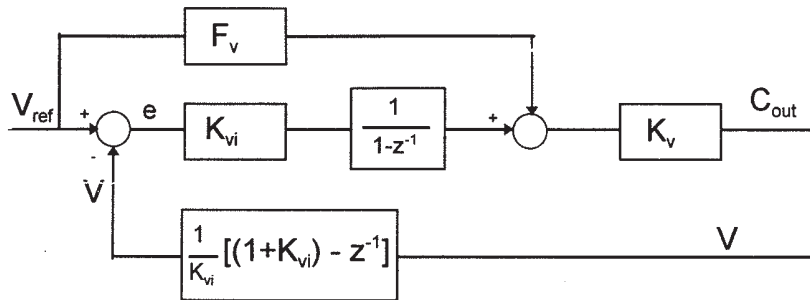 F_v
V_ref
+
e
K_vi
1
1-z^-1
+
K_v
C_out
-
V
1/K_vi [(1+K_vi) - z^-1]
V